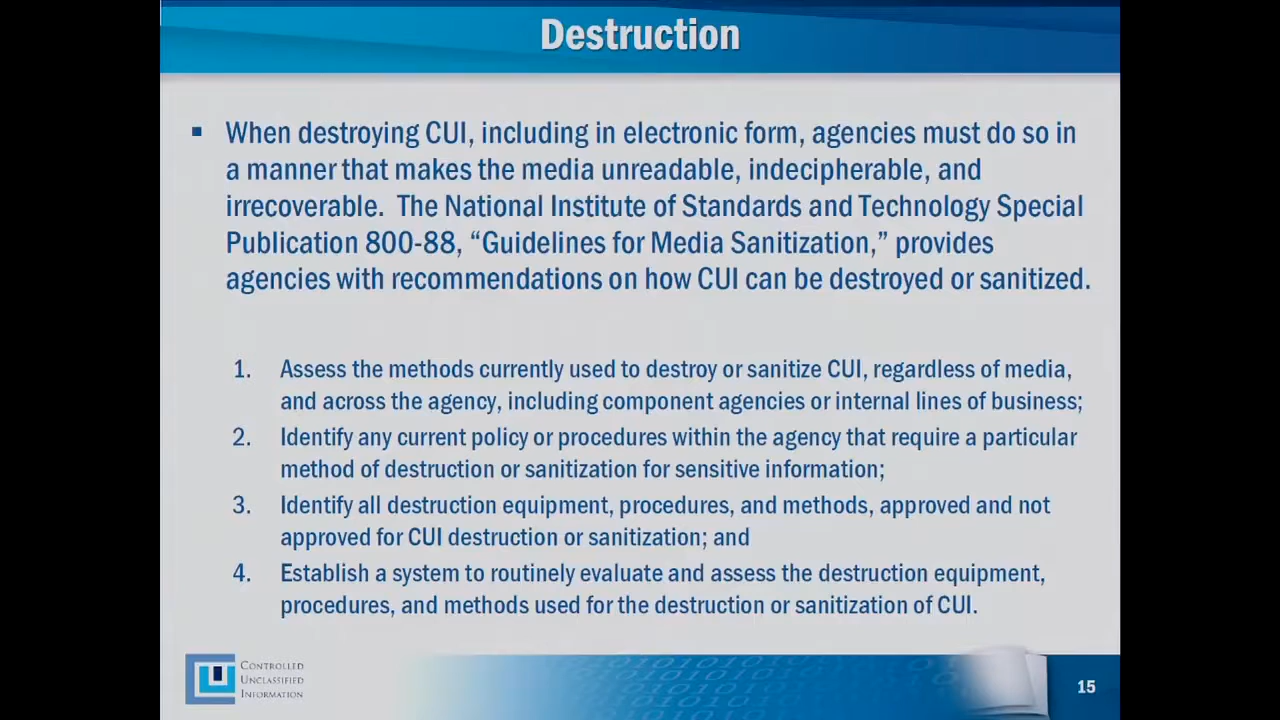 Destruction
▪ When destroying CUI, including in electronic form, agencies must do so in
a manner that makes the media unreadable, indecipherable, and
irrecoverable.  The National Institute of Standards and Technology Special
Publication 800-88, “Guidelines for Media Sanitization,” provides
agencies with recommendations on how CUI can be destroyed or sanitized.
1. Assess the methods currently used to destroy or sanitize CUI, regardless of media,
and across the agency, including component agencies or internal lines of business;
2. Identify any current policy or procedures within the agency that require a particular
method of destruction or sanitization for sensitive information;
3. Identify all destruction equipment, procedures, and methods, approved and not
approved for CUI destruction or sanitization; and
4. Establish a system to routinely evaluate and assess the destruction equipment,
procedures, and methods used for the destruction or sanitization of CUI.
CONTROLLED
UNCLASSIFIED
INFORMATION
15